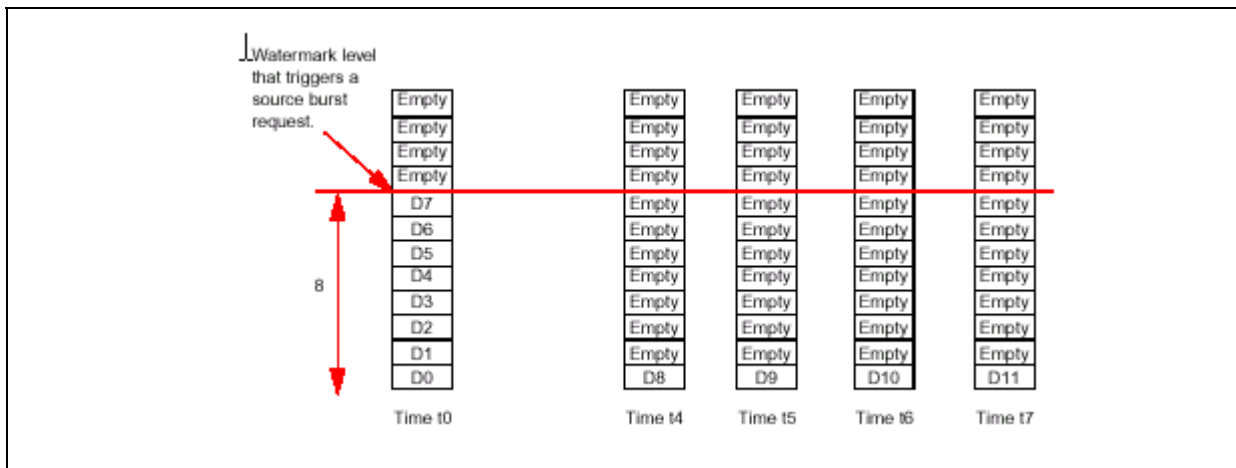 Watermark level
that triggers a
source burst
request.
Empty Empty Empty Empty Empty
Empty Empty Empty Empty Empty
Empty Empty Empty Empty Empty
Empty Empty Empty Empty Empty
D7 Empty Empty Empty Empty
D6 Empty Empty Empty Empty
D5 Empty Empty Empty Empty
8 D4 Empty Empty Empty Empty
D3 Empty Empty Empty Empty
D2 Empty Empty Empty Empty
D1 Empty Empty Empty Empty
D0 D8 D9 D10 D11
Time t0 Time t4 Time t5 Time t6 Time t7